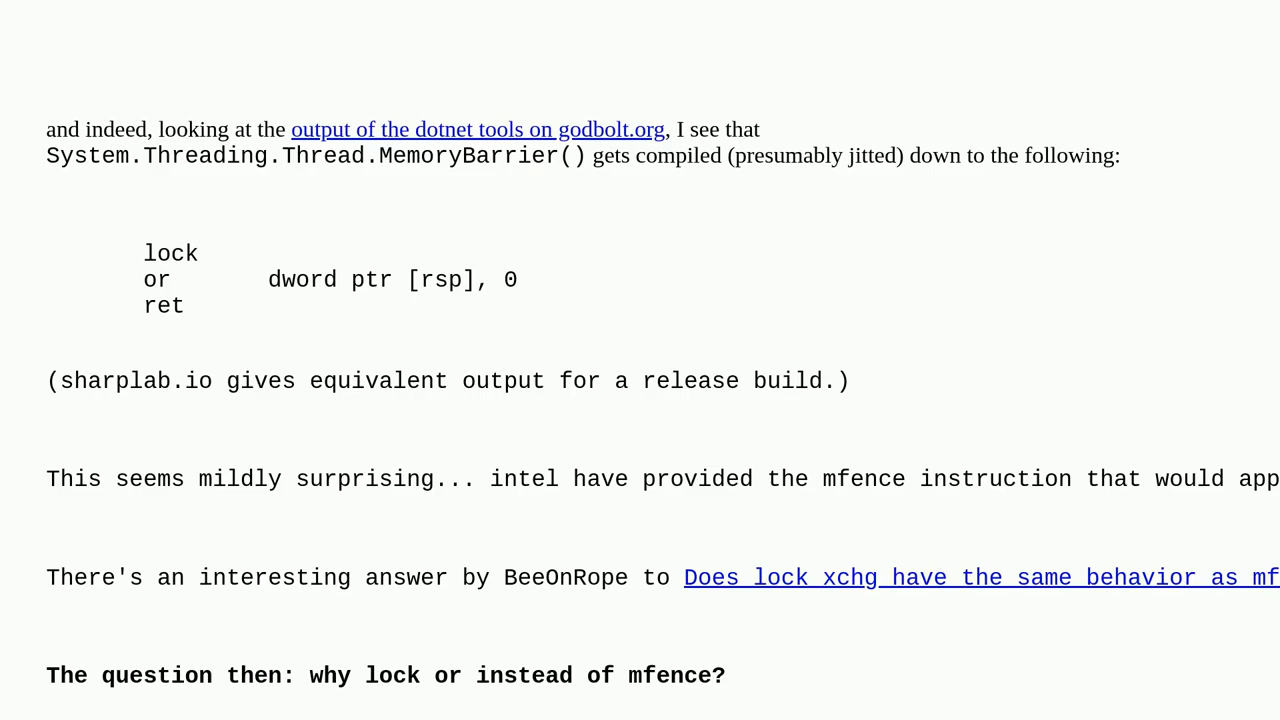 and indeed, looking at the output of the dotnet tools on godbolt.org, I see that
System.Threading.Thread.MemoryBarrier() gets compiled (presumably jitted) down to the following:
lock
or dword ptr [rsp], 0
ret
(sharplab.io gives equivalent output for a release build.)
This seems mildly surprising... intel have provided the mfence instruction that would app
There's an interesting answer by BeeOnRope to Does lock xchg have the same behavior as mf
The question then: why lock or instead of mfence?